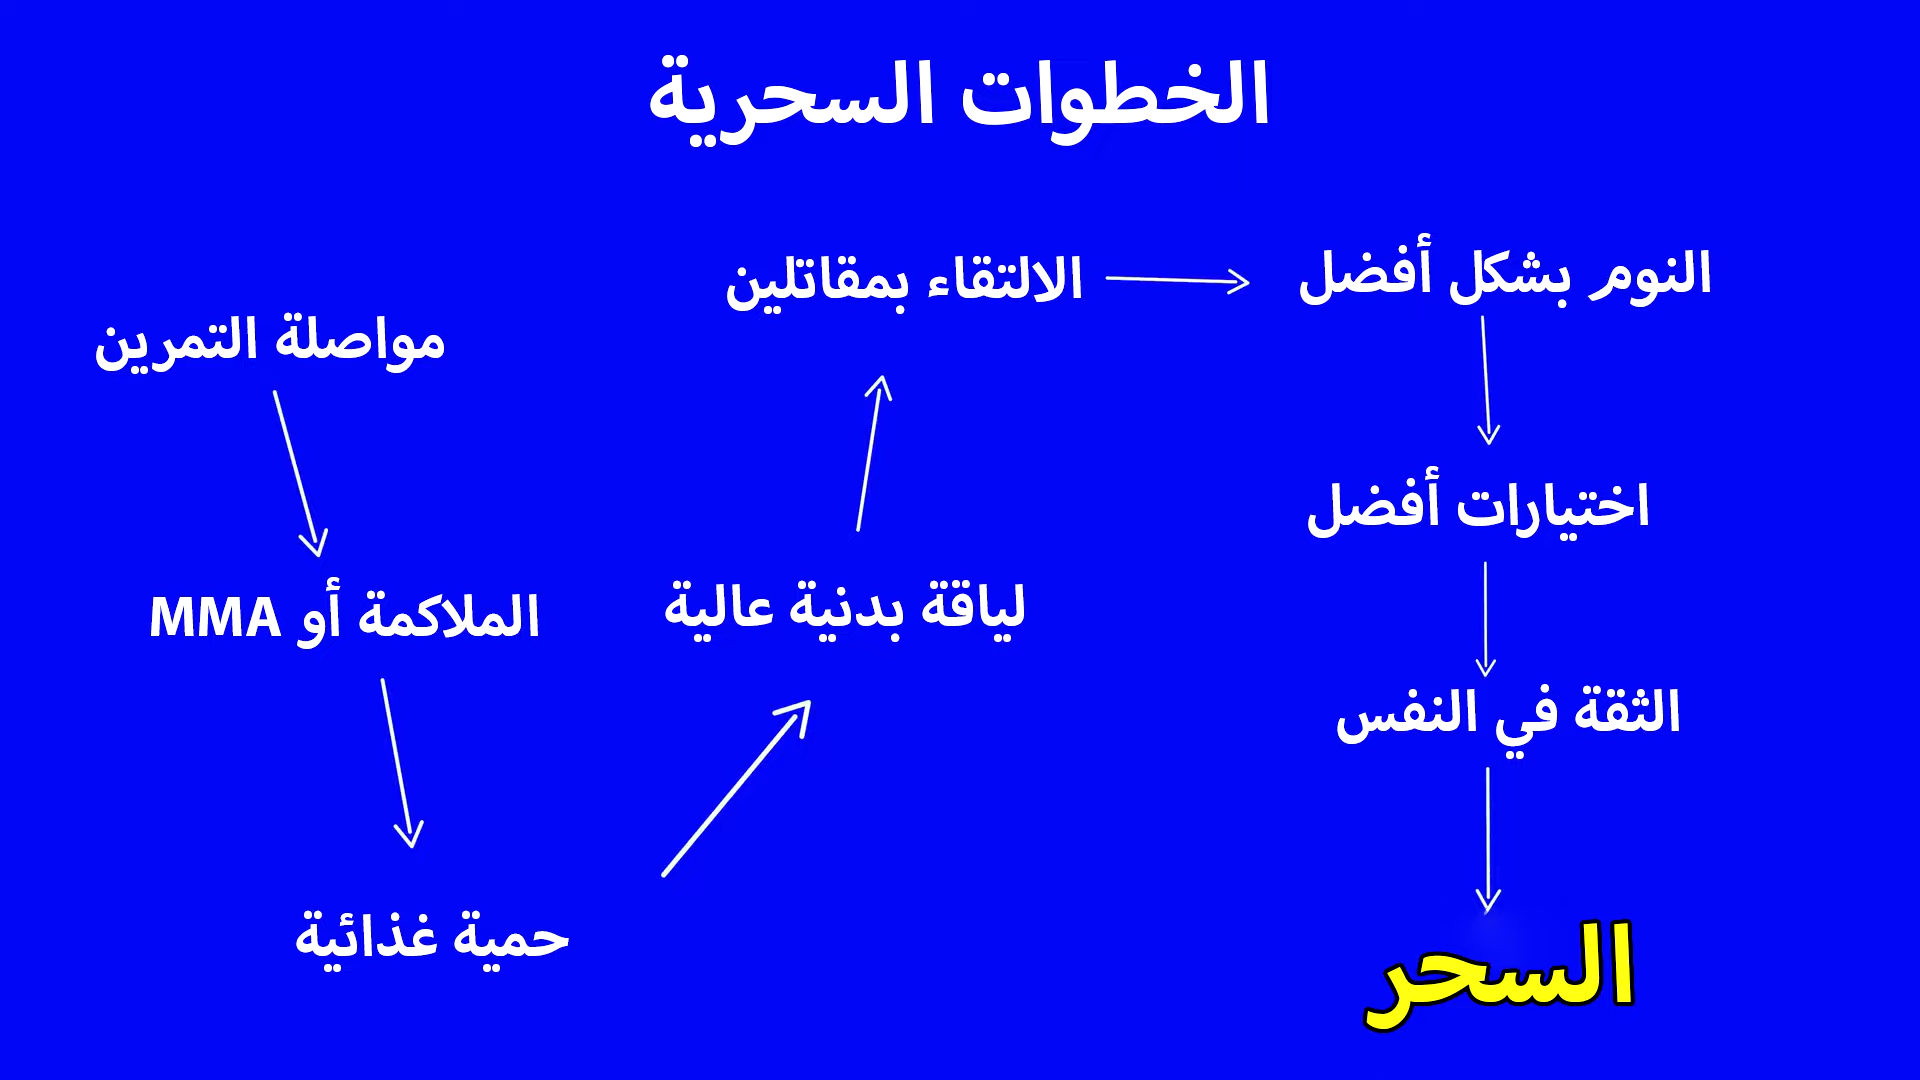 الخطوات السحرية
مواصلة التمرين
الملاكمة أو MMA
حمية غذائية
لياقة بدنية عالية
الالتقاء بمقاتلين
النوم بشكل أفضل
اختيارات أفضل
الثقة في النفس
السحر